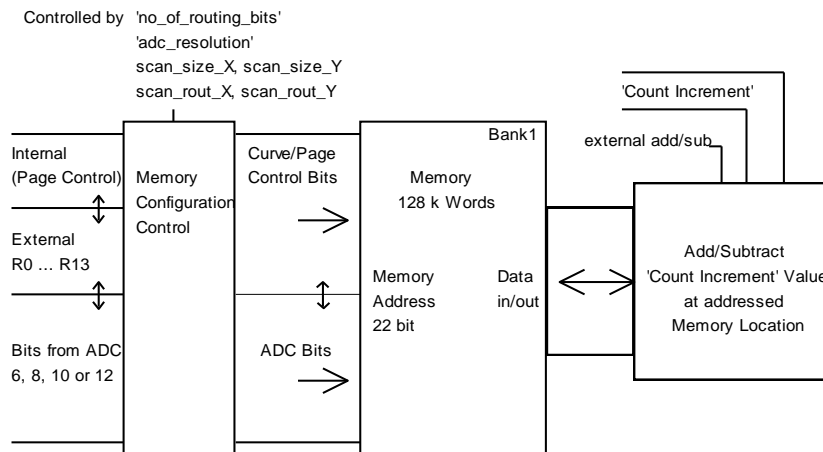 Controlled by 'no_of_routing_bits'
'adc_resolution'
scan_size_X, scan_size_Y
scan_rout_X, scan_rout_Y
'Count Increment'
external add/sub
Internal
(Page Control)
External
R0 ... R13
Bits from ADC
6, 8, 10 or 12
Memory
Configuration
Control
Curve/Page
Control Bits
ADC Bits
Bank1
Memory
128 k Words
Memory
Address
22 bit
Data
in/out
Add/Subtract
'Count Increment' Value
at addressed
Memory Location